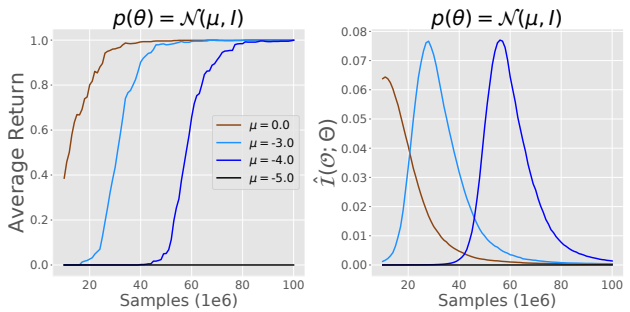 p(θ) = 𝒩(μ, I)
Average Return
1.0
0.8
0.6
0.4
0.2
0.0
20 40 60 80 100
Samples (1e6)
μ = 0.0
μ = -3.0
μ = -4.0
μ = -5.0
p(θ) = 𝒩(μ, I)
Î(𝒪; Θ)
0.08
0.07
0.06
0.05
0.04
0.03
0.02
0.01
0.00
20 40 60 80 100
Samples (1e6)